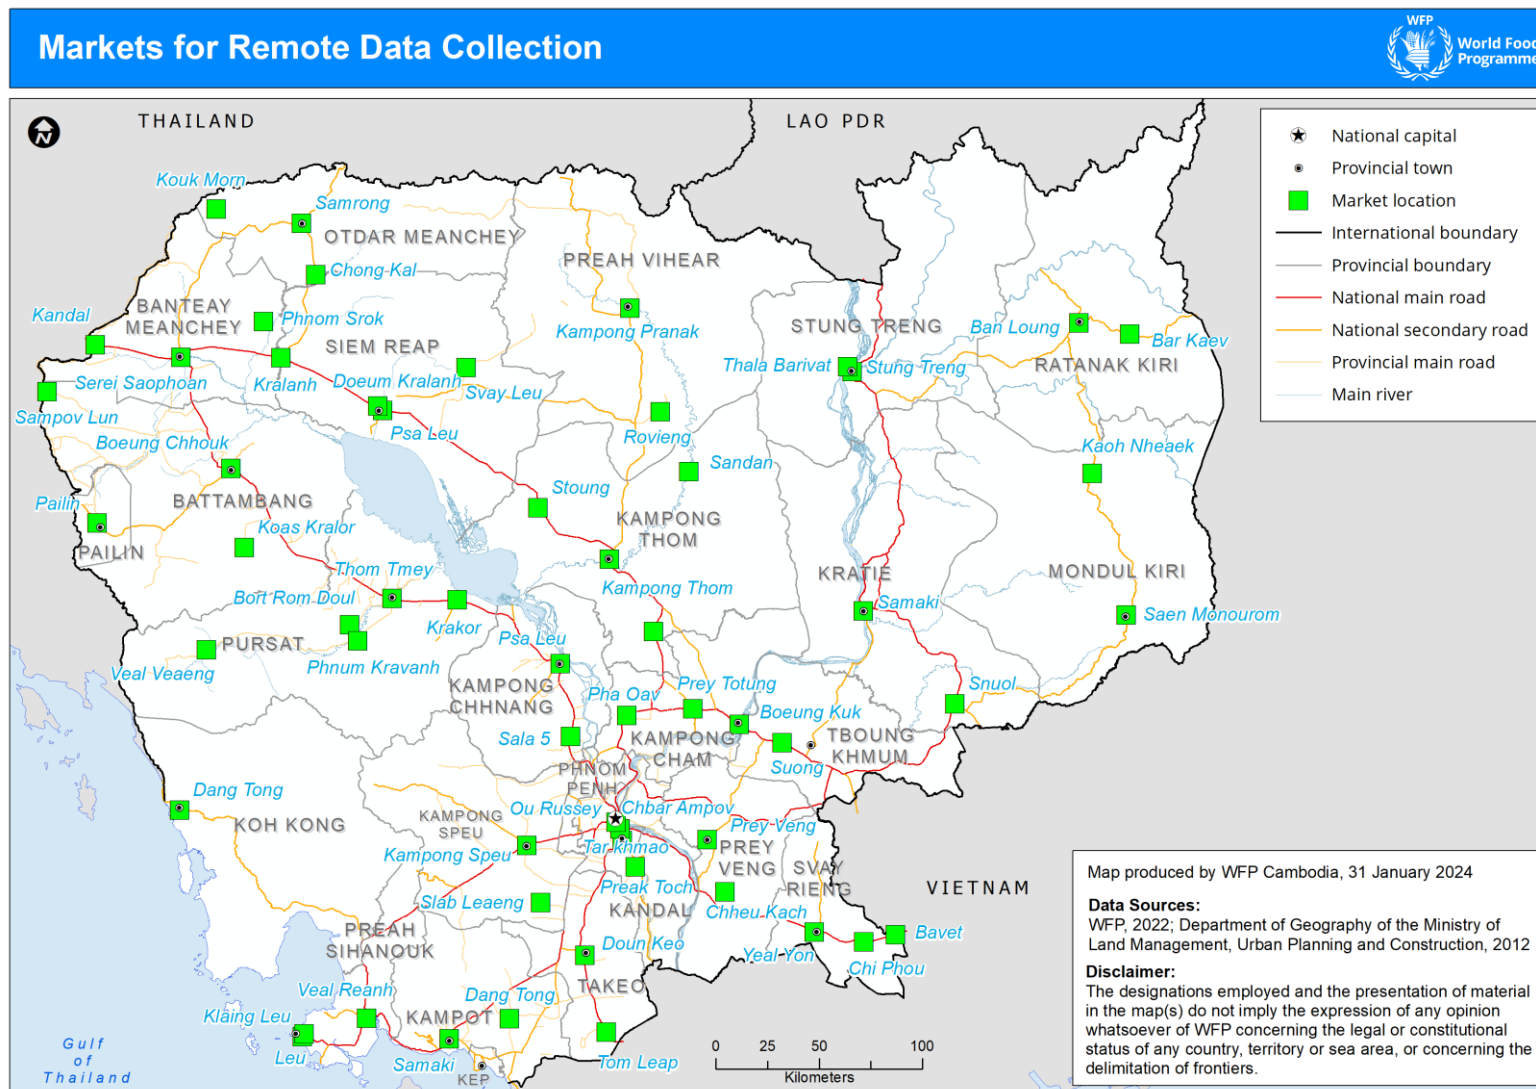 Markets for Remote Data Collection
WFP
World Food
Programme
THAILAND
LAO PDR
National capital
Provincial town
Market location
International boundary
Provincial boundary
National main road
National secondary road
Provincial main road
Main river
N
Kouk Morn
Samrong
OTDAR MEANCHEY
PREAH VIHEAR
Chong Kal
BANTEAY
MEANCHEY
Kandal
Phnom Srok
Kampong Pranak
STUNG TRENG
Ban Loung
Bar Kaev
SIEM REAP
Thala Barivat
Stung Treng
RATANAK KIRI
Serei Saophoan
Kralanh
Doeum Kralanh
Svay Leu
Sampov Lun
Psa Leu
Rovieng
Boeung Chhouk
Kaoh Nheaek
Sandan
Pailin
BATTAMBANG
Stoung
Koas Kralor
KAMPONG
THOM
PAILIN
Thom Tmey
KRATIE
MONDUL KIRI
Bort Rom Doul
Kampong Thom
Samaki
Saen Monourom
Krakor
Psa Leu
PURSAT
Phnum Kravanh
Veal Veaeng
KAMPONG
CHHNANG
Pha Oav
Prey Totung
Snuol
Boeung Kuk
Sala 5
KAMPONG
CHAM
TBOUNG
KHMUM
Suong
PHNOM
PENH
Dang Tong
KOH KONG
KAMPONG
SPEU
Ou Russey
Chbar Ampov
Prey Veng
Kampong Speu
Tar khmao
PREY
VENG
SVAY
RIENG
Preak Toch
Slab Leaeng
KANDAL
Chheu Kach
VIETNAM
PREAH
SIHANOUK
Doun Keo
Yeal Yon
Bavet
Chi Phou
TAKEO
Veal Reanh
Dang Tong
Klaing Leu
KAMPOT
Leu
Samaki
Tom Leap
KEP
Gulf
of
Thailand
0 25 50 100
Kilometers
Map produced by WFP Cambodia, 31 January 2024
Data Sources:
WFP, 2022; Department of Geography of the Ministry of
Land Management, Urban Planning and Construction, 2012
Disclaimer:
The designations employed and the presentation of material
in the map(s) do not imply the expression of any opinion
whatsoever of WFP concerning the legal or constitutional
status of any country, territory or sea area, or concerning the
delimitation of frontiers.